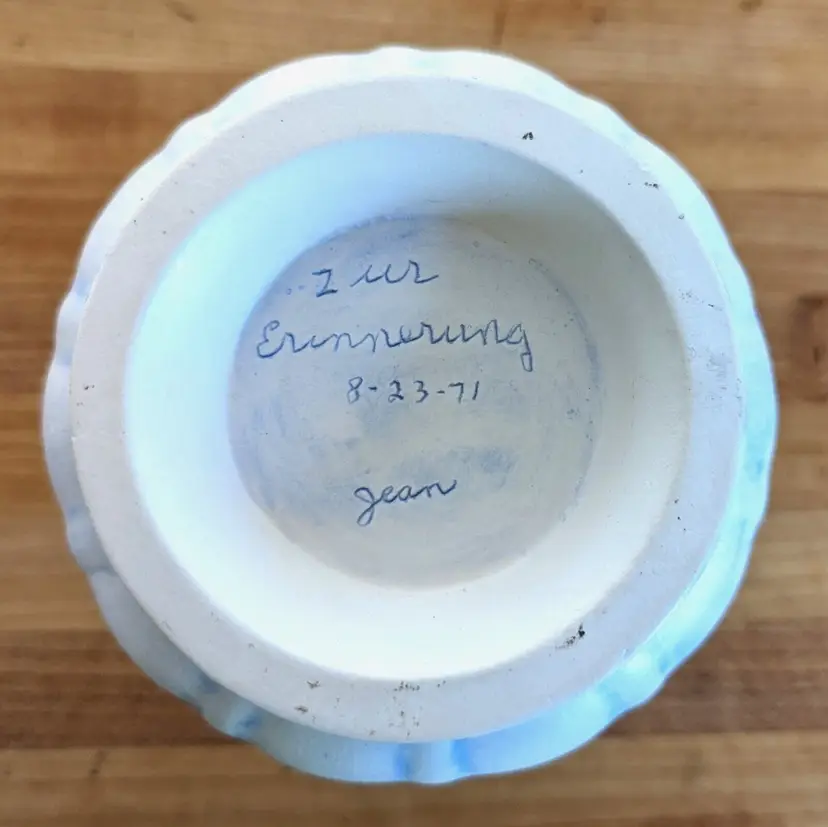 zur
Erinnerung
8-23-71
Jean